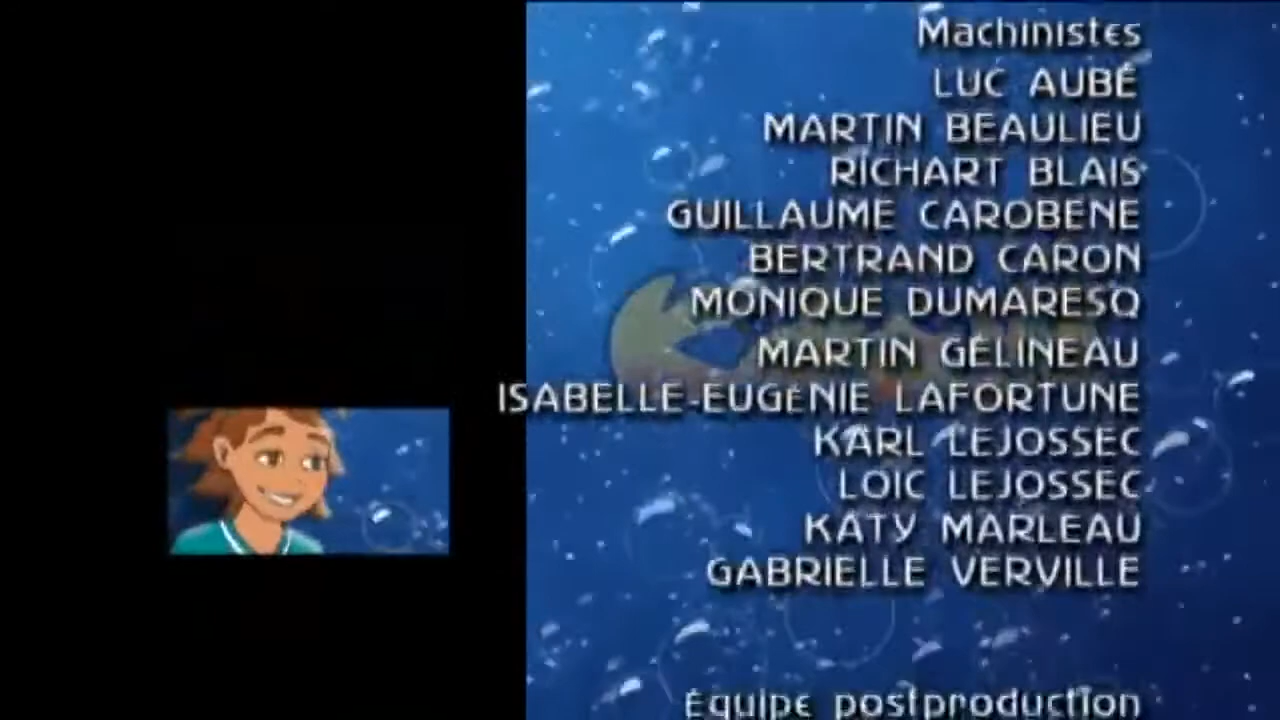 Machinistes
LUC AUBÉ
MARTIN BEAULIEU
RICHART BLAIS
GUILLAUME CAROBENE
BERTRAND CARON
MONIQUE DUMARESQ
MARTIN GÉLINEAU
ISABELLE-EUGÉNIE LAFORTUNE
KARL LEJOSSEC
LOIC LEJOSSEC
KATY MARLEAU
GABRIELLE VERVILLE
Équipe postproduction